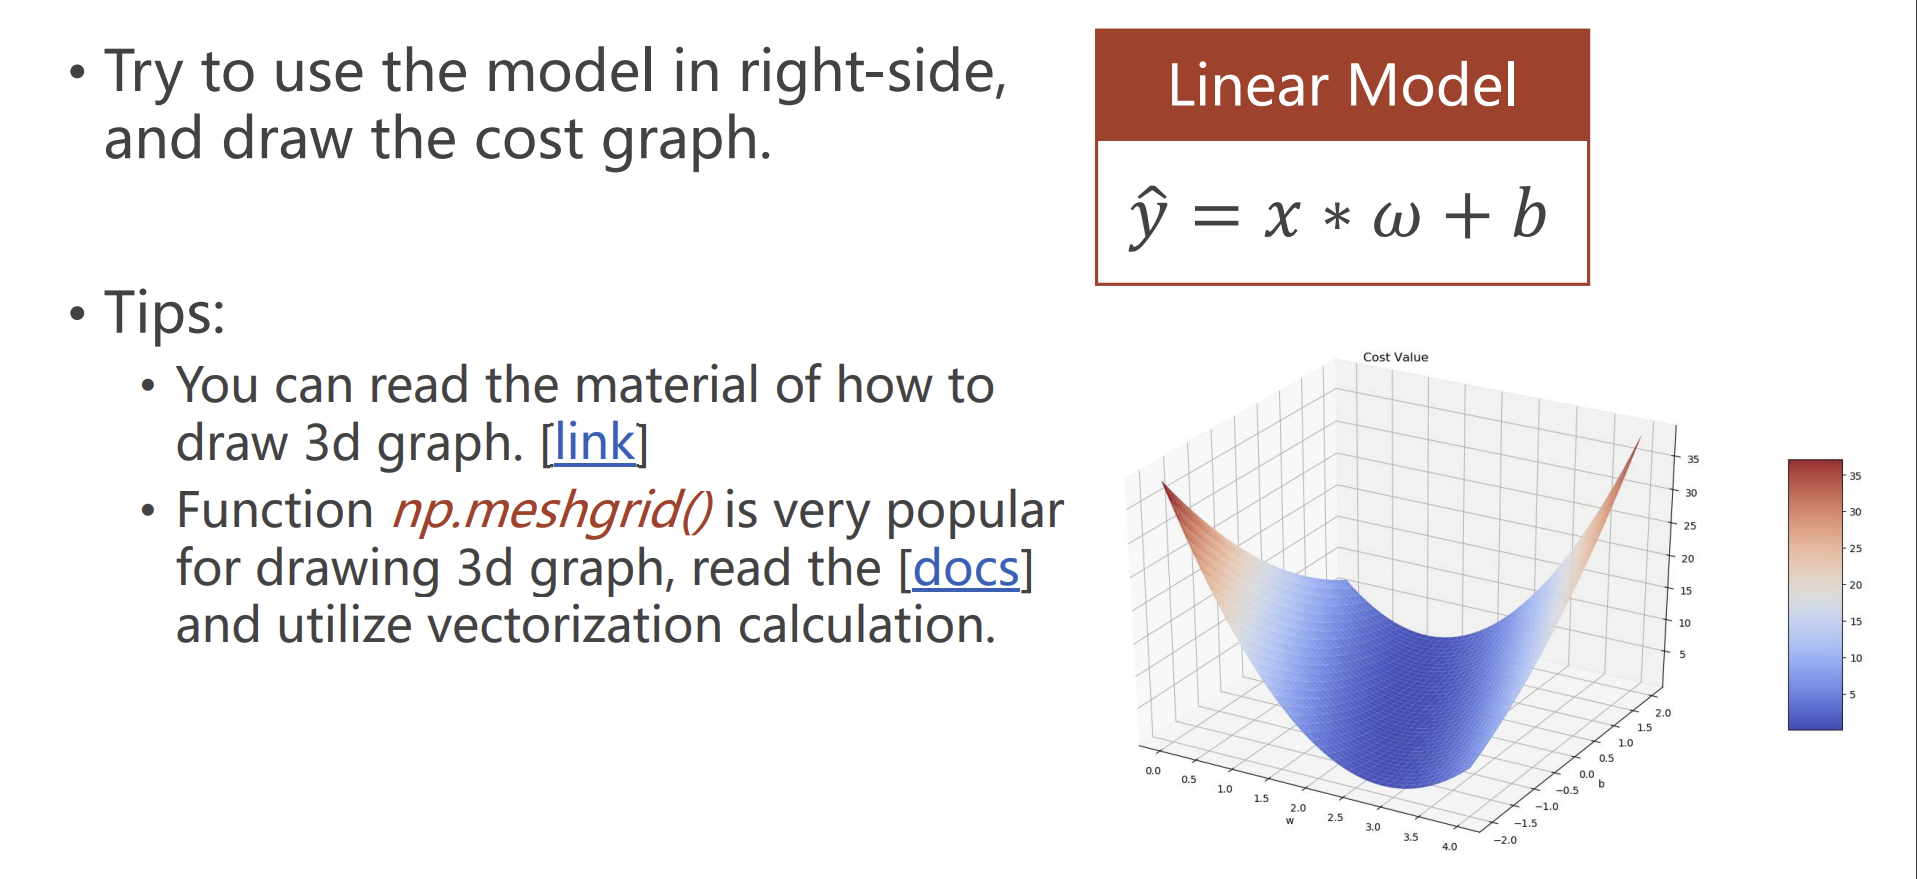 • Try to use the model in right-side,
and draw the cost graph.
• Tips:
• You can read the material of how to
draw 3d graph. [link]
• Function np.meshgrid() is very popular
for drawing 3d graph, read the [docs]
and utilize vectorization calculation.
Linear Model
ŷ = x ∗ ω + b
Cost Value
35
30
25
20
15
10
5
0.0
0.5
1.0
1.5
2.0
2.5
3.0
3.5
4.0
w
2.0
1.5
1.0
0.5
0.0
−0.5
−1.0
−1.5
−2.0
b
35
30
25
20
15
10
5